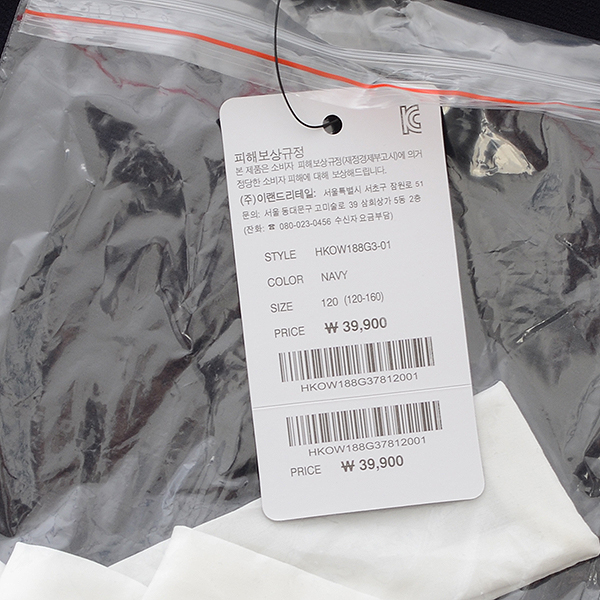 피해보상규정
본 제품은 소비자 피해보상규정(재정경제부고시)에 의거
정당한 소비자 피해에 대해 보상해드립니다.
(주)이랜드리테일: 서울특별시 서초구 잠원로 51
문의: 서울 동대문구 고미술로 39 삼희상가 5동 2층
(전화: ☎ 080-023-0456 수신자 요금부담)
STYLE HKOW188G3-01
COLOR NAVY
SIZE 120 (120-160)
PRICE ₩ 39,900
HKOW188G37812001
HKOW188G37812001
PRICE ₩ 39,900